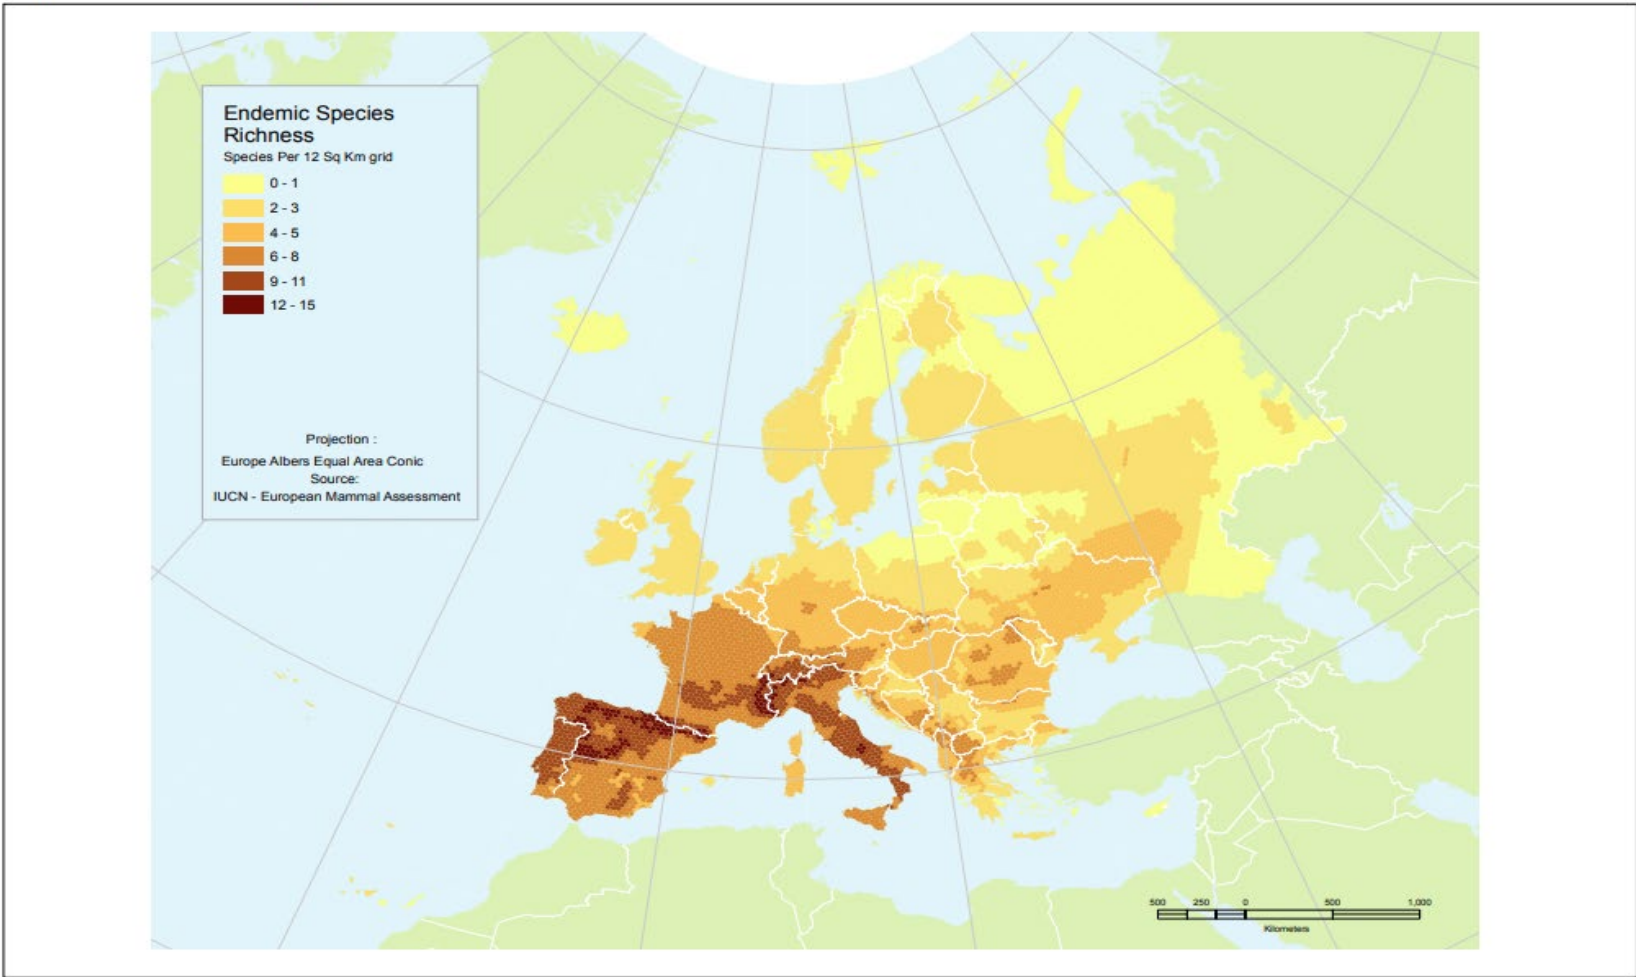 Endemic Species
Richness
Species Per 12 Sq Km grid
0 - 1
2 - 3
4 - 5
6 - 8
9 - 11
12 - 15
Projection :
Europe Albers Equal Area Conic
Source:
IUCN - European Mammal Assessment
500 250 0 500 1,000
Kilometers